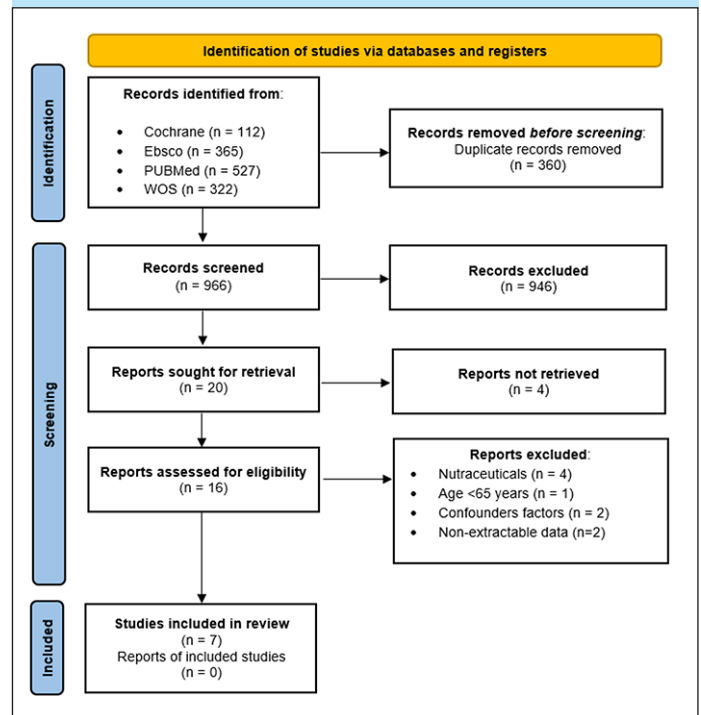 Identification of studies via databases and registers
Identification
Records identified from:
• Cochrane (n = 112)
• Ebsco (n = 365)
• PUBMed (n = 527)
• WOS (n = 322)
Records removed before screening:
Duplicate records removed
(n = 360)
Screening
Records screened
(n = 966)
Records excluded
(n = 946)
Reports sought for retrieval
(n = 20)
Reports not retrieved
(n = 4)
Reports assessed for eligibility
(n = 16)
Reports excluded:
• Nutraceuticals (n = 4)
• Age <65 years (n = 1)
• Confounders factors (n = 2)
• Non-extractable data (n=2)
Included
Studies included in review
(n = 7)
Reports of included studies
(n = 0)